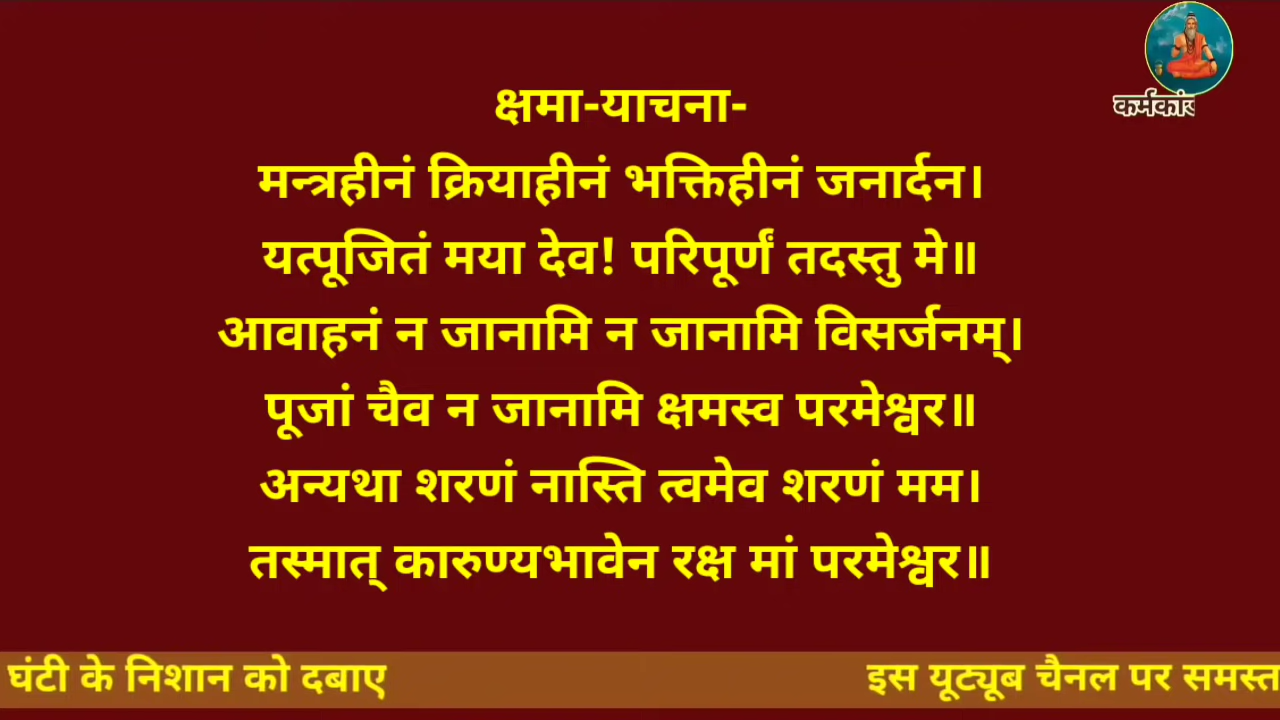 क्षमा-याचना-
मन्त्रहीनं क्रियाहीनं भक्तिहीनं जनार्दन।
यत्पूजितं मया देव! परिपूर्णं तदस्तु मे॥
आवाहनं न जानामि न जानामि विसर्जनम्।
पूजां चैव न जानामि क्षमस्व परमेश्वर॥
अन्यथा शरणं नास्ति त्वमेव शरणं मम।
तस्मात् कारुण्यभावेन रक्ष मां परमेश्वर॥
घंटी के निशान को दबाए
इस यूट्यूब चैनल पर समस्त